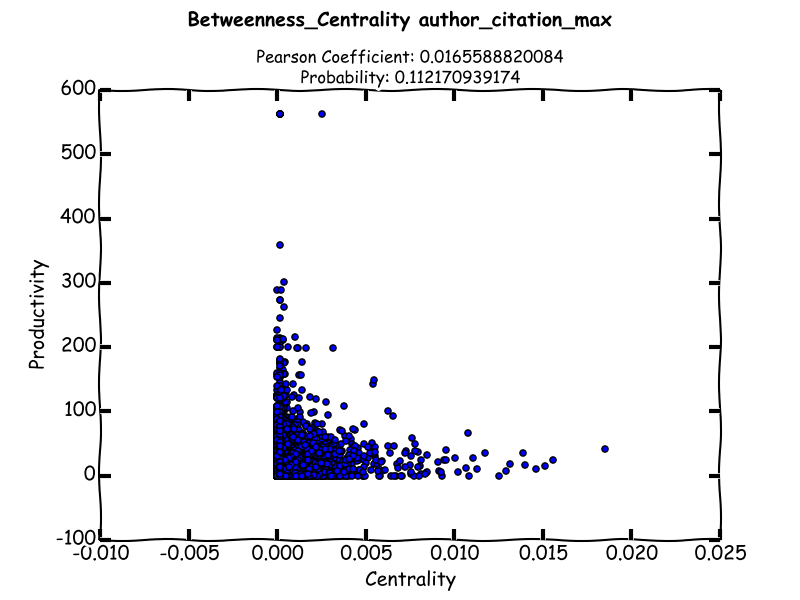 Betweenness_Centrality author_citation_max
Pearson Coefficient: 0.0165588820084
Probability: 0.112170939174
600
500
400
300
200
100
0
-100
Productivity
-0.010 -0.005 0.000 0.005 0.010 0.015 0.020 0.025
Centrality